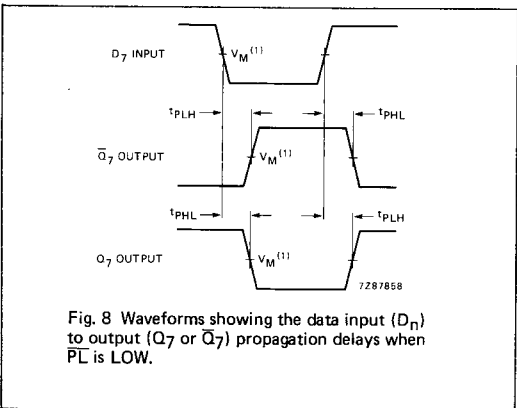 D7 INPUT
VM(1)
tPLH
tPHL
Q̅7 OUTPUT
VM(1)
tPHL
tPLH
Q7 OUTPUT
VM(1)
7Z87858
Fig. 8 Waveforms showing the data input (Dn)
to output (Q7 or Q̅7) propagation delays when
P̅L̅ is LOW.